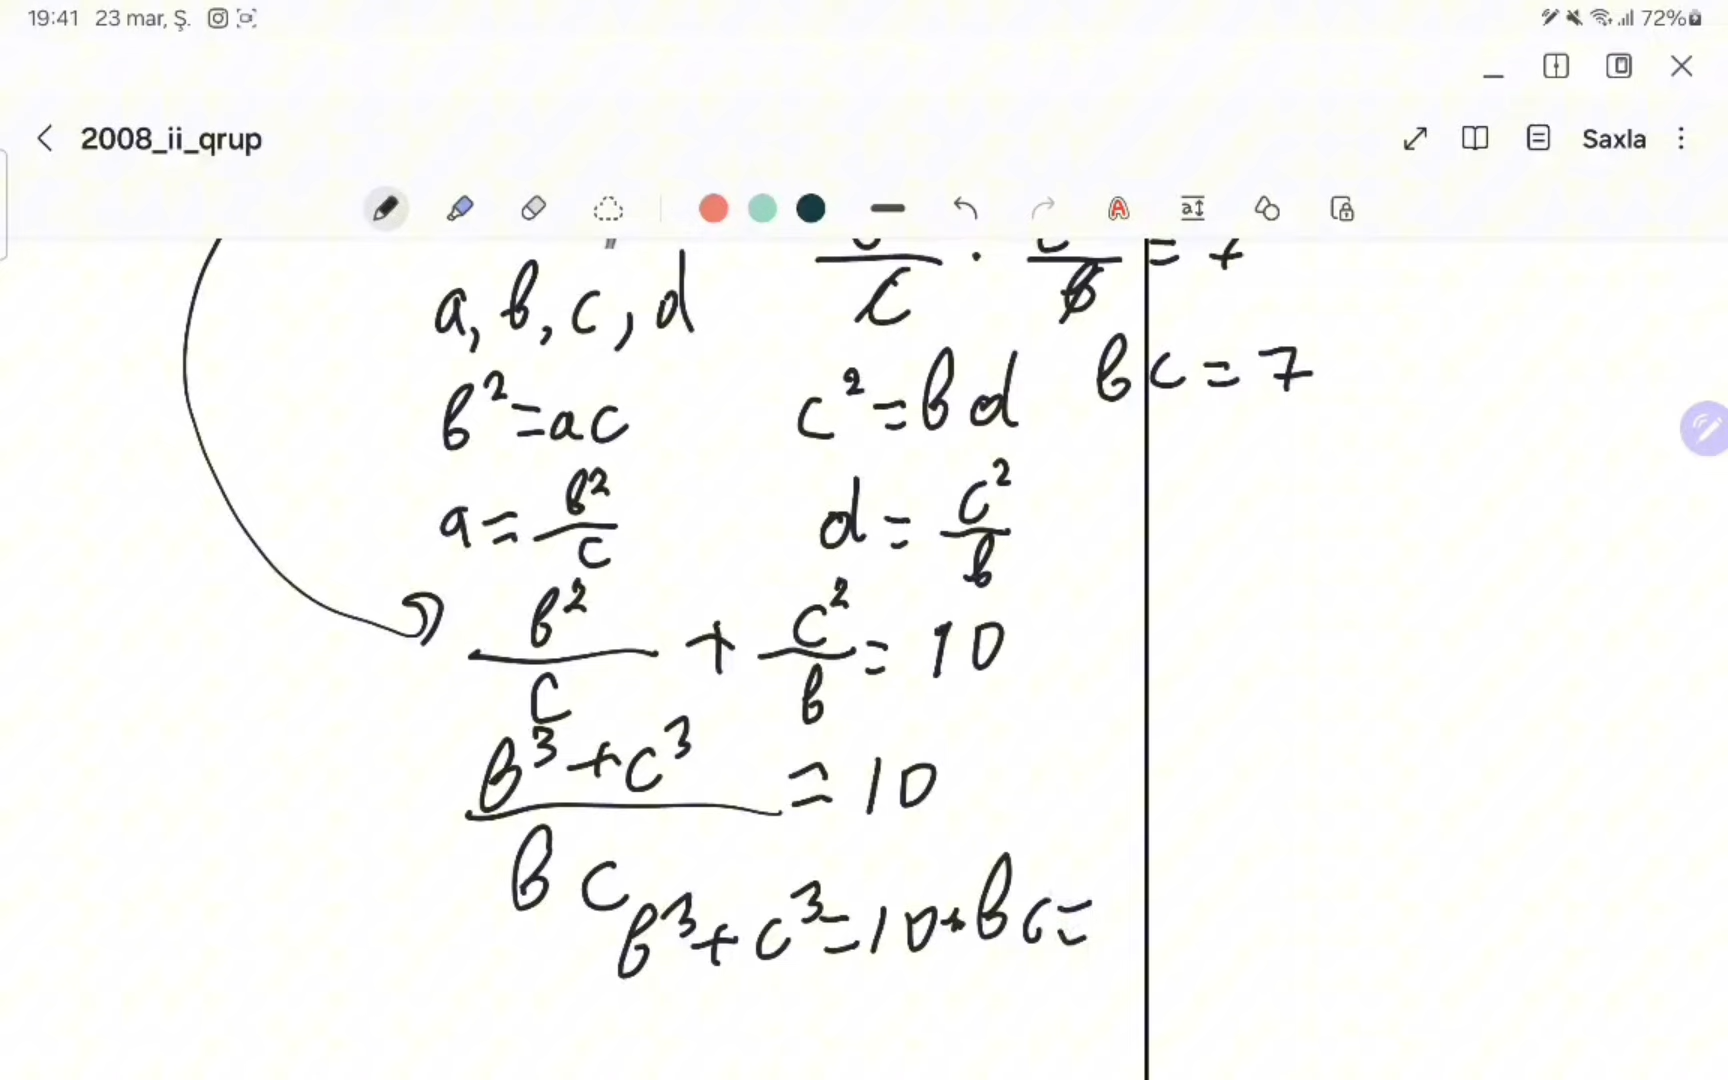 19:41 23 mar, Ş. 72%
2008_ii_qrup
Saxla
a, b, c, d
bc = 7
b² = ac
c² = bd
a = b²/c
d = c²/b
b²/c + c²/b = 10
b³ + c³ / bc = 10
b³ + c³ = 10 · bc =